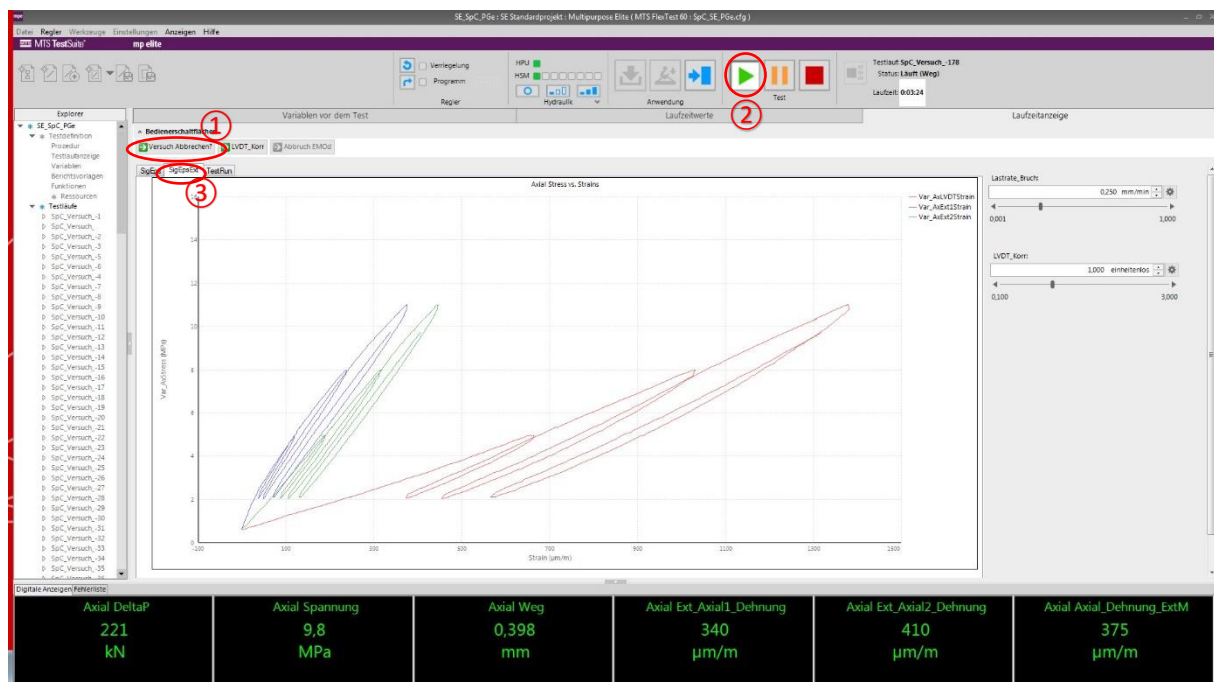 SE_SpC_PGe : SE Standardprojekt : Multipurpose Elite ( MTS FlexTest 60 : SpC_SE_PGe.cfg )
Datei Regler Werkzeuge Einstellungen Anzeigen Hilfe
MTS TestSuite mp elite
Verriegelung
Programm
Regler
HPU
HSM
Hydraulik
Anwendung
Test
②
Testlauf: SpC_Versuch_-178
Status: Läuft (Weg)
Laufzeit: 0:03:24
Explorer
Variablen vor dem Test
Laufzeitwerte
Laufzeitanzeige
SE_SpC_PGe
Testdefinition
Prozedur
Testlaufanzeige
Variablen
Berichtsvorlagen
Funktionen
Ressourcen
Testläufe
SpC_Versuch_-1
SpC_Versuch_
SpC_Versuch_-2
SpC_Versuch_-3
SpC_Versuch_-5
SpC_Versuch_-6
SpC_Versuch_-4
SpC_Versuch_-7
SpC_Versuch_-8
SpC_Versuch_-9
SpC_Versuch_-10
SpC_Versuch_-11
SpC_Versuch_-12
SpC_Versuch_-13
SpC_Versuch_-14
SpC_Versuch_-15
SpC_Versuch_-16
SpC_Versuch_-17
SpC_Versuch_-18
SpC_Versuch_-19
SpC_Versuch_-20
SpC_Versuch_-21
SpC_Versuch_-22
SpC_Versuch_-23
SpC_Versuch_-24
SpC_Versuch_-25
SpC_Versuch_-26
SpC_Versuch_-27
SpC_Versuch_-28
SpC_Versuch_-29
SpC_Versuch_-30
SpC_Versuch_-31
SpC_Versuch_-32
SpC_Versuch_-33
SpC_Versuch_-34
SpC_Versuch_-35
①
Bedienerschaltflächen
Versuch Abbrechen? LVDT_Korr Abbruch EMOd
SigEps SigEpsExt TestRun
③
Axial Stress vs. Strains
Var_AxLVDTStrain
Var_AxExt1Strain
Var_AxExt2Strain
Var_AxStress (MPa)
16
14
12
10
8
6
4
2
0
-100 100 300 500 700 900 1100 1300 1500
Strain (µm/m)
Lastrate_Bruch:
0,250 mm/min
0,001 1,000
LVDT_Korr:
1,000 einheitenlos
0,100 3,000
Digitale Anzeigen Fehlerliste
Axial DeltaP
221
kN
Axial Spannung
9,8
MPa
Axial Weg
0,398
mm
Axial Ext_Axial1_Dehnung
340
µm/m
Axial Ext_Axial2_Dehnung
410
µm/m
Axial Axial_Dehnung_ExtM
375
µm/m